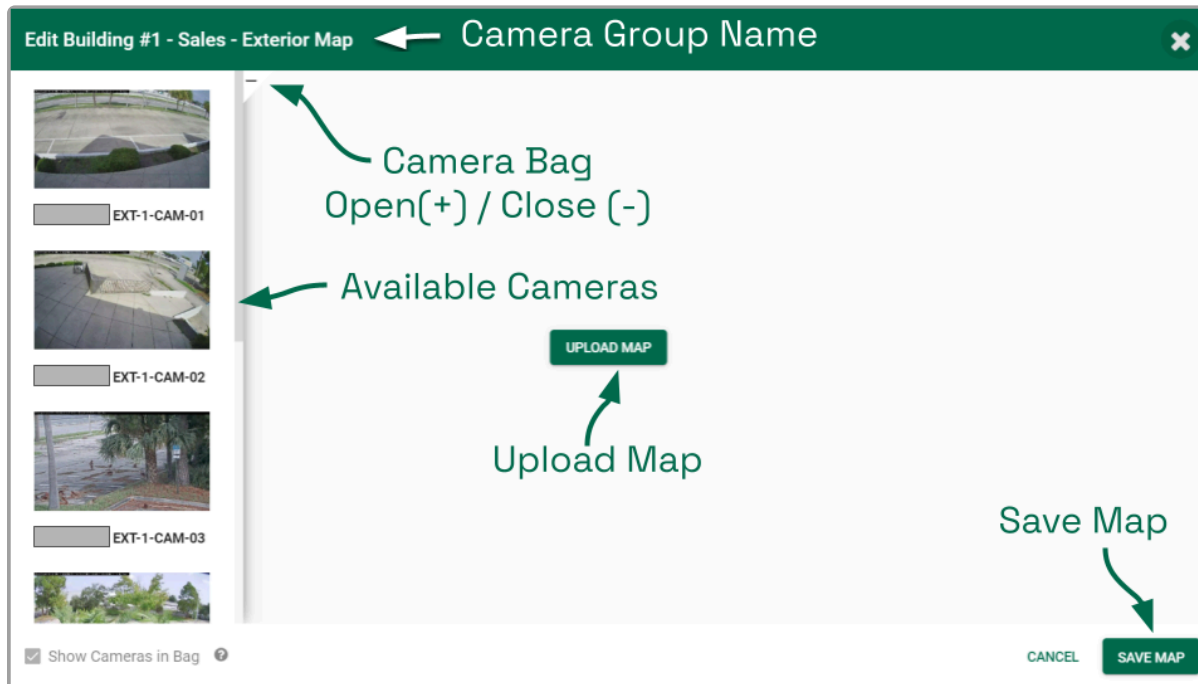 Edit Building #1 - Sales - Exterior Map
Camera Group Name
–
Camera Bag
Open(+) / Close (-)
EXT-1-CAM-01
Available Cameras
EXT-1-CAM-02
UPLOAD MAP
Upload Map
EXT-1-CAM-03
Save Map
Show Cameras in Bag
CANCEL
SAVE MAP